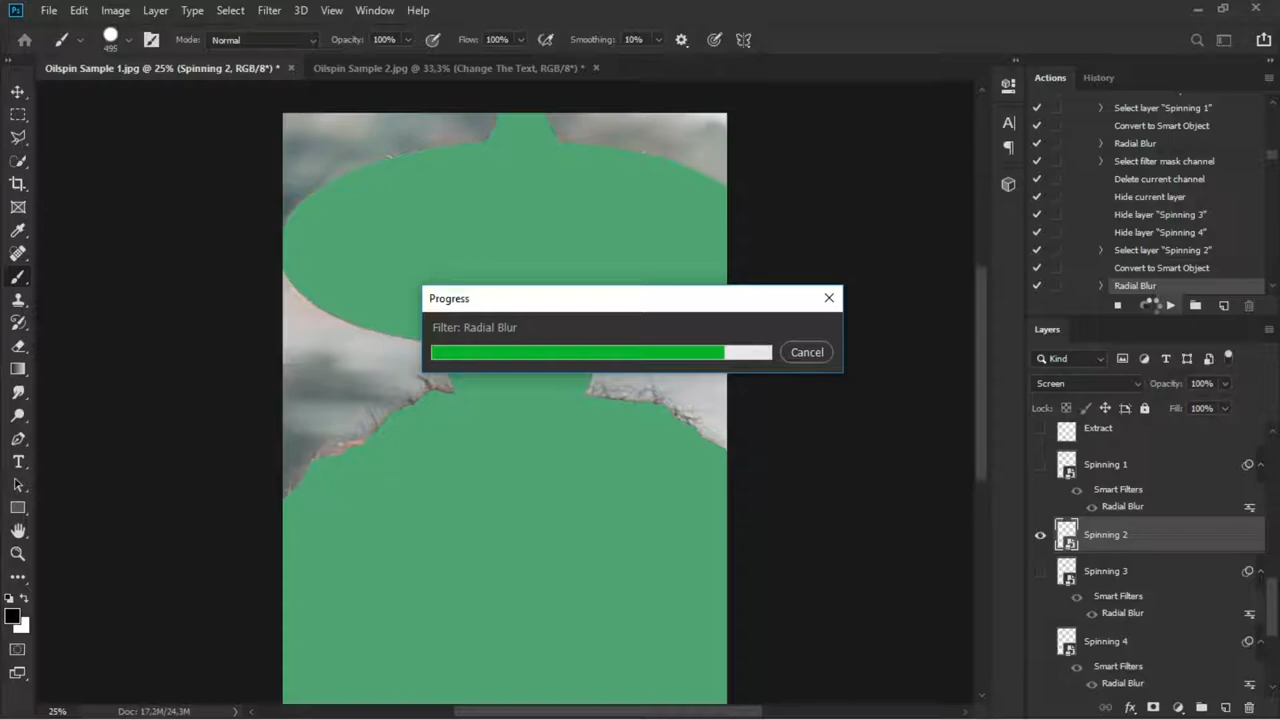 Ps File Edit Image Layer Type Select Filter 3D View Window Help
495 Mode: Normal Opacity: 100% Flow: 100% Smoothing: 10%
Oilspin Sample 1.jpg @ 25% (Spinning 2, RGB/8*) * Oilspin Sample 2.jpg @ 33,3% (Change The Text, RGB/8*) *
Actions History
Select layer "Spinning 1"
Convert to Smart Object
Radial Blur
Select filter mask channel
Delete current channel
Hide current layer
Hide layer "Spinning 3"
Hide layer "Spinning 4"
Select layer "Spinning 2"
Convert to Smart Object
Radial Blur
Progress
Filter: Radial Blur
Cancel
Layers
Kind
Screen Opacity: 100%
Lock: Fill: 100%
Extract
Spinning 1
Smart Filters
Radial Blur
Spinning 2
Spinning 3
Smart Filters
Radial Blur
Spinning 4
Smart Filters
Radial Blur
25% Doc: 17,2M/24,3M